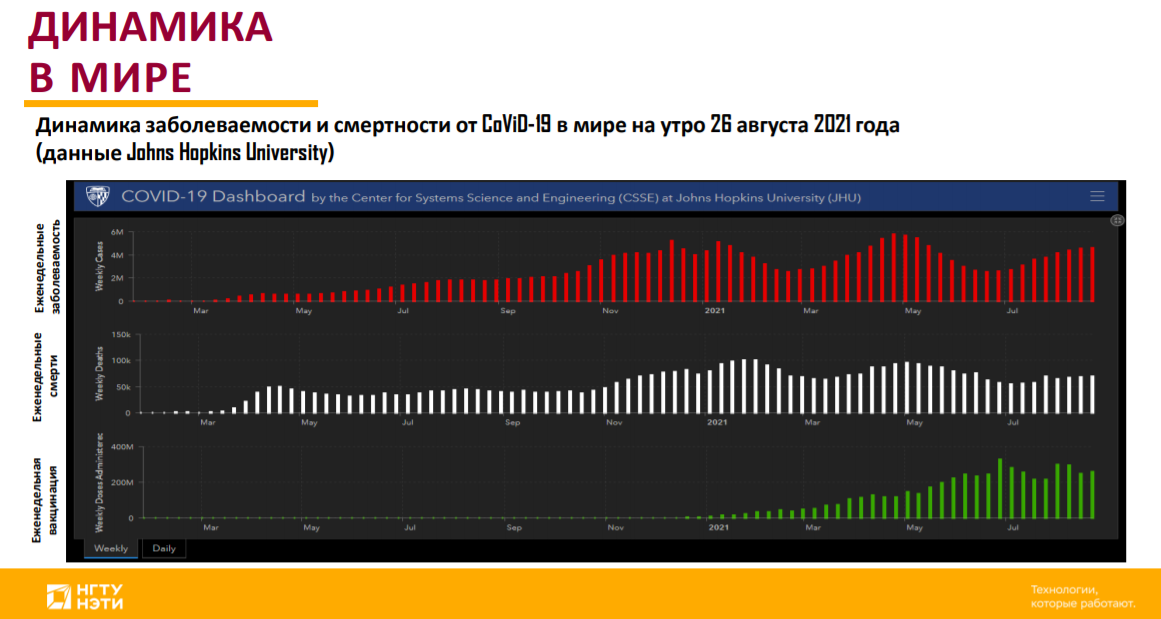 ДИНАМИКА
В МИРЕ
Динамика заболеваемости и смертности от CoViD-19 в мире на утро 26 августа 2021 года
(данные Johns Hopkins University)
COVID-19 Dashboard by the Center for Systems Science and Engineering (CSSE) at Johns Hopkins University (JHU)
Еженедельные
заболеваемость
Weekly Cases
6M
4M
2M
0
Mar May Jul Sep Nov 2021 Mar May Jul
Еженедельные
смерти
Weekly Deaths
150k
100k
50k
0
Mar May Jul Sep Nov 2021 Mar May Jul
Еженедельная
вакцинация
Weekly Doses Administerec
400M
200M
0
Mar May Jul Sep Nov 2021 Mar May Jul
Weekly Daily
НГТУ
НЭТИ
Технологии,
которые работают.